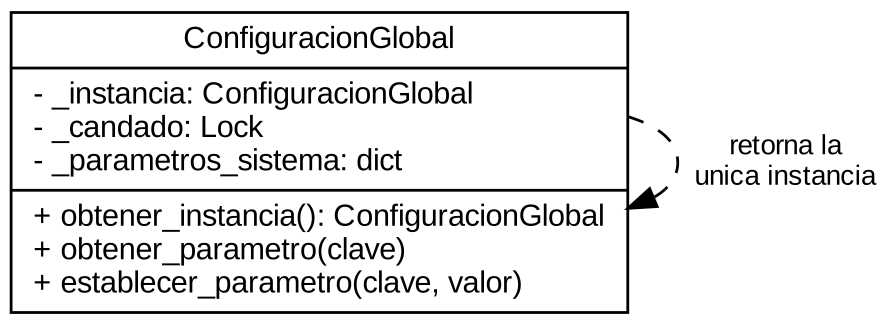 ConfiguracionGlobal
- _instancia: ConfiguracionGlobal
- _candado: Lock
- _parametros_sistema: dict
+ obtener_instancia(): ConfiguracionGlobal
+ obtener_parametro(clave)
+ establecer_parametro(clave, valor)
retorna la
unica instancia